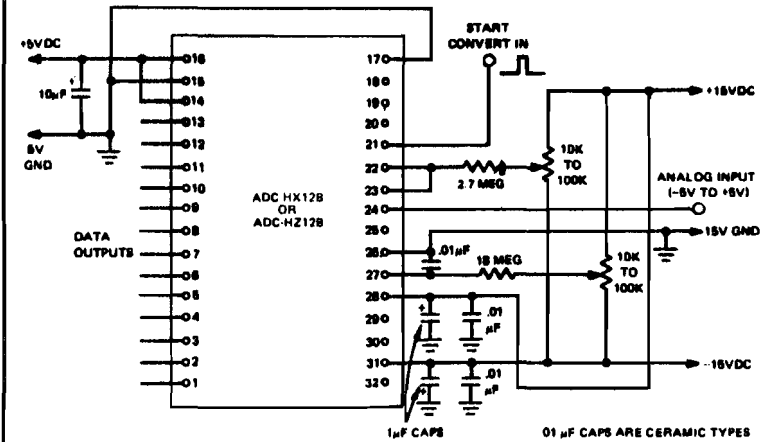 START
CONVERT IN
+5VDC
10µF
5V
GND
16
15
14
13
12
11
10
9
8
7
6
5
4
3
2
1
DATA
OUTPUTS
ADC HX12B
OR
ADC-HZ12B
17
18
19
20
21
22
23
24
25
26
27
28
29
30
31
32
2.7 MEG
10K
TO
100K
+15VDC
ANALOG INPUT
(-5V TO +5V)
15V GND
.01µF
18 MEG
10K
TO
100K
+
.01
µF
+
.01
µF
-15VDC
1µF CAPS
01 µF CAPS ARE CERAMIC TYPES